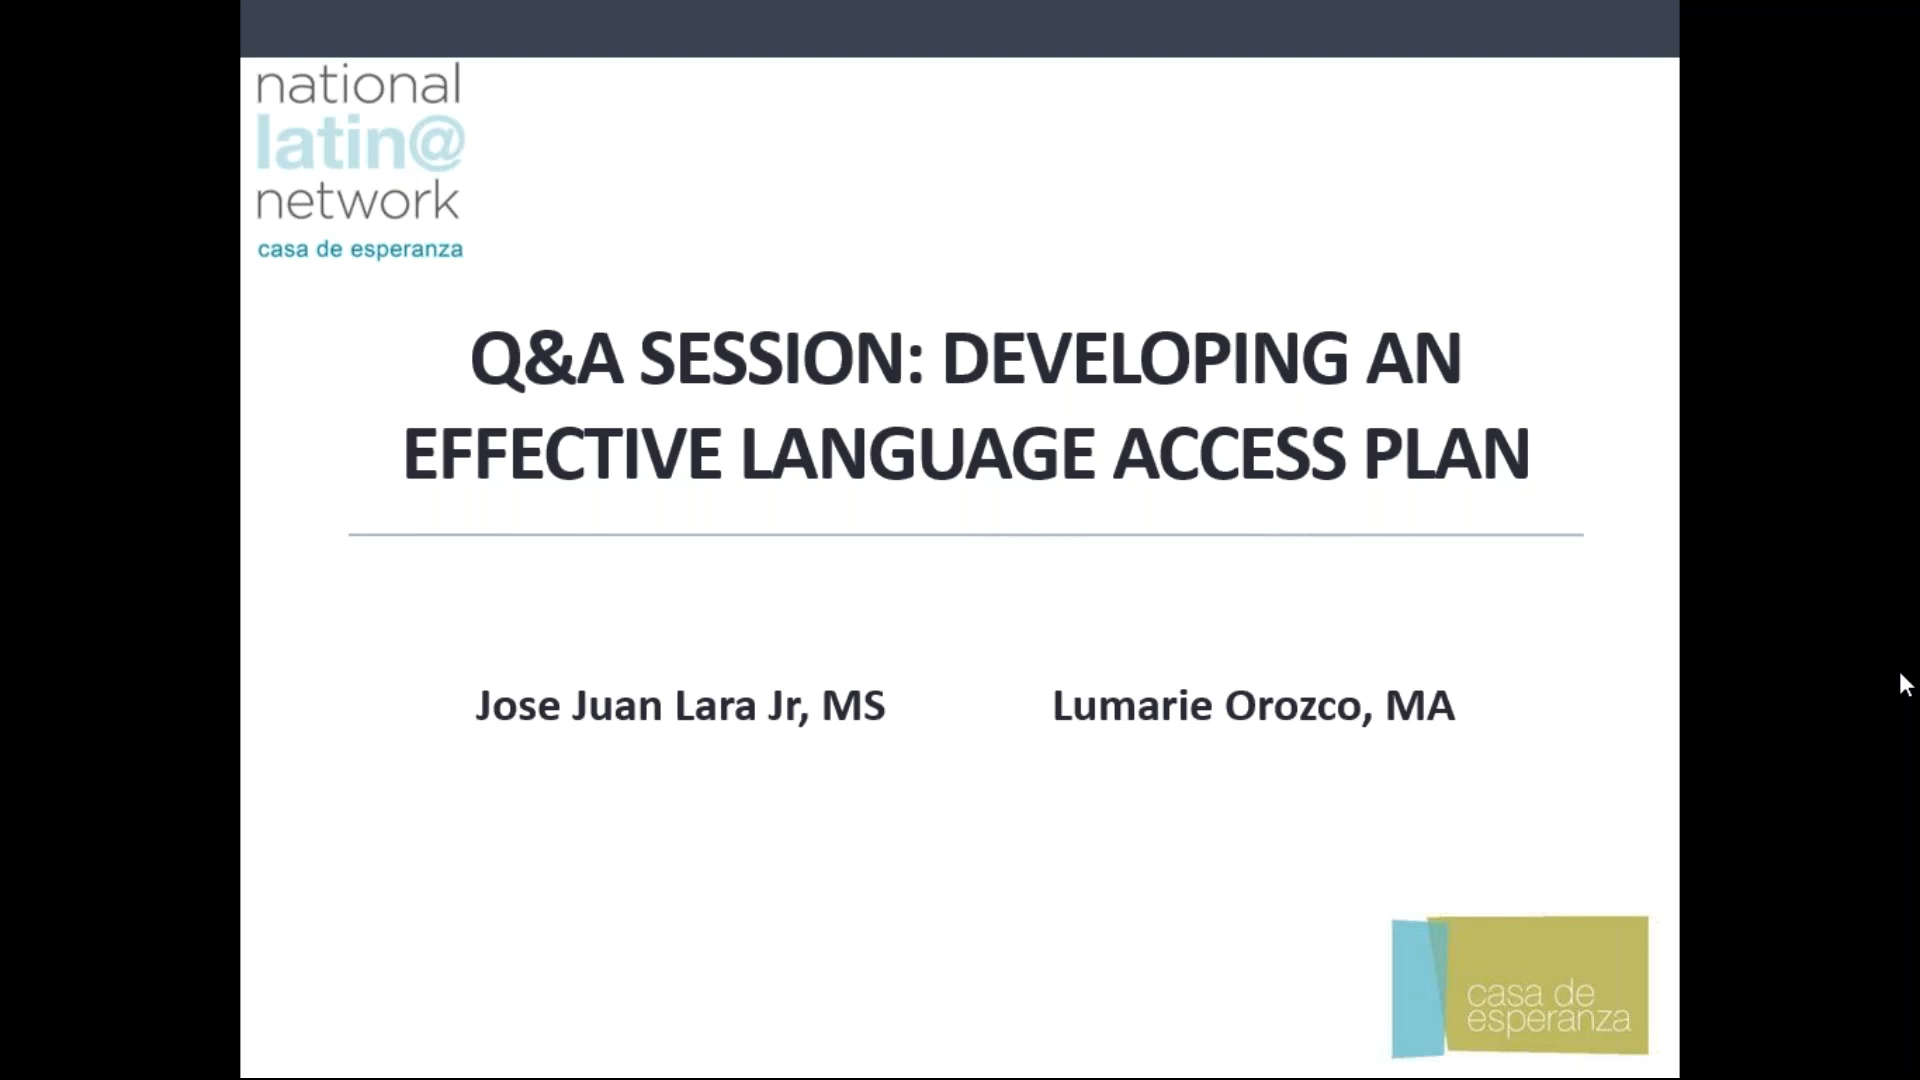 national
latin@
network
casa de esperanza
Q&A SESSION: DEVELOPING AN
EFFECTIVE LANGUAGE ACCESS PLAN
Jose Juan Lara Jr, MS
Lumarie Orozco, MA
casa de
esperanza